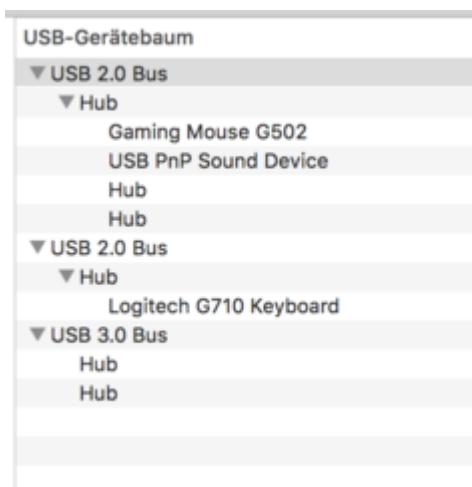 USB-Gerätebaum
USB 2.0 Bus
Hub
Gaming Mouse G502
USB PnP Sound Device
Hub
Hub
USB 2.0 Bus
Hub
Logitech G710 Keyboard
USB 3.0 Bus
Hub
Hub